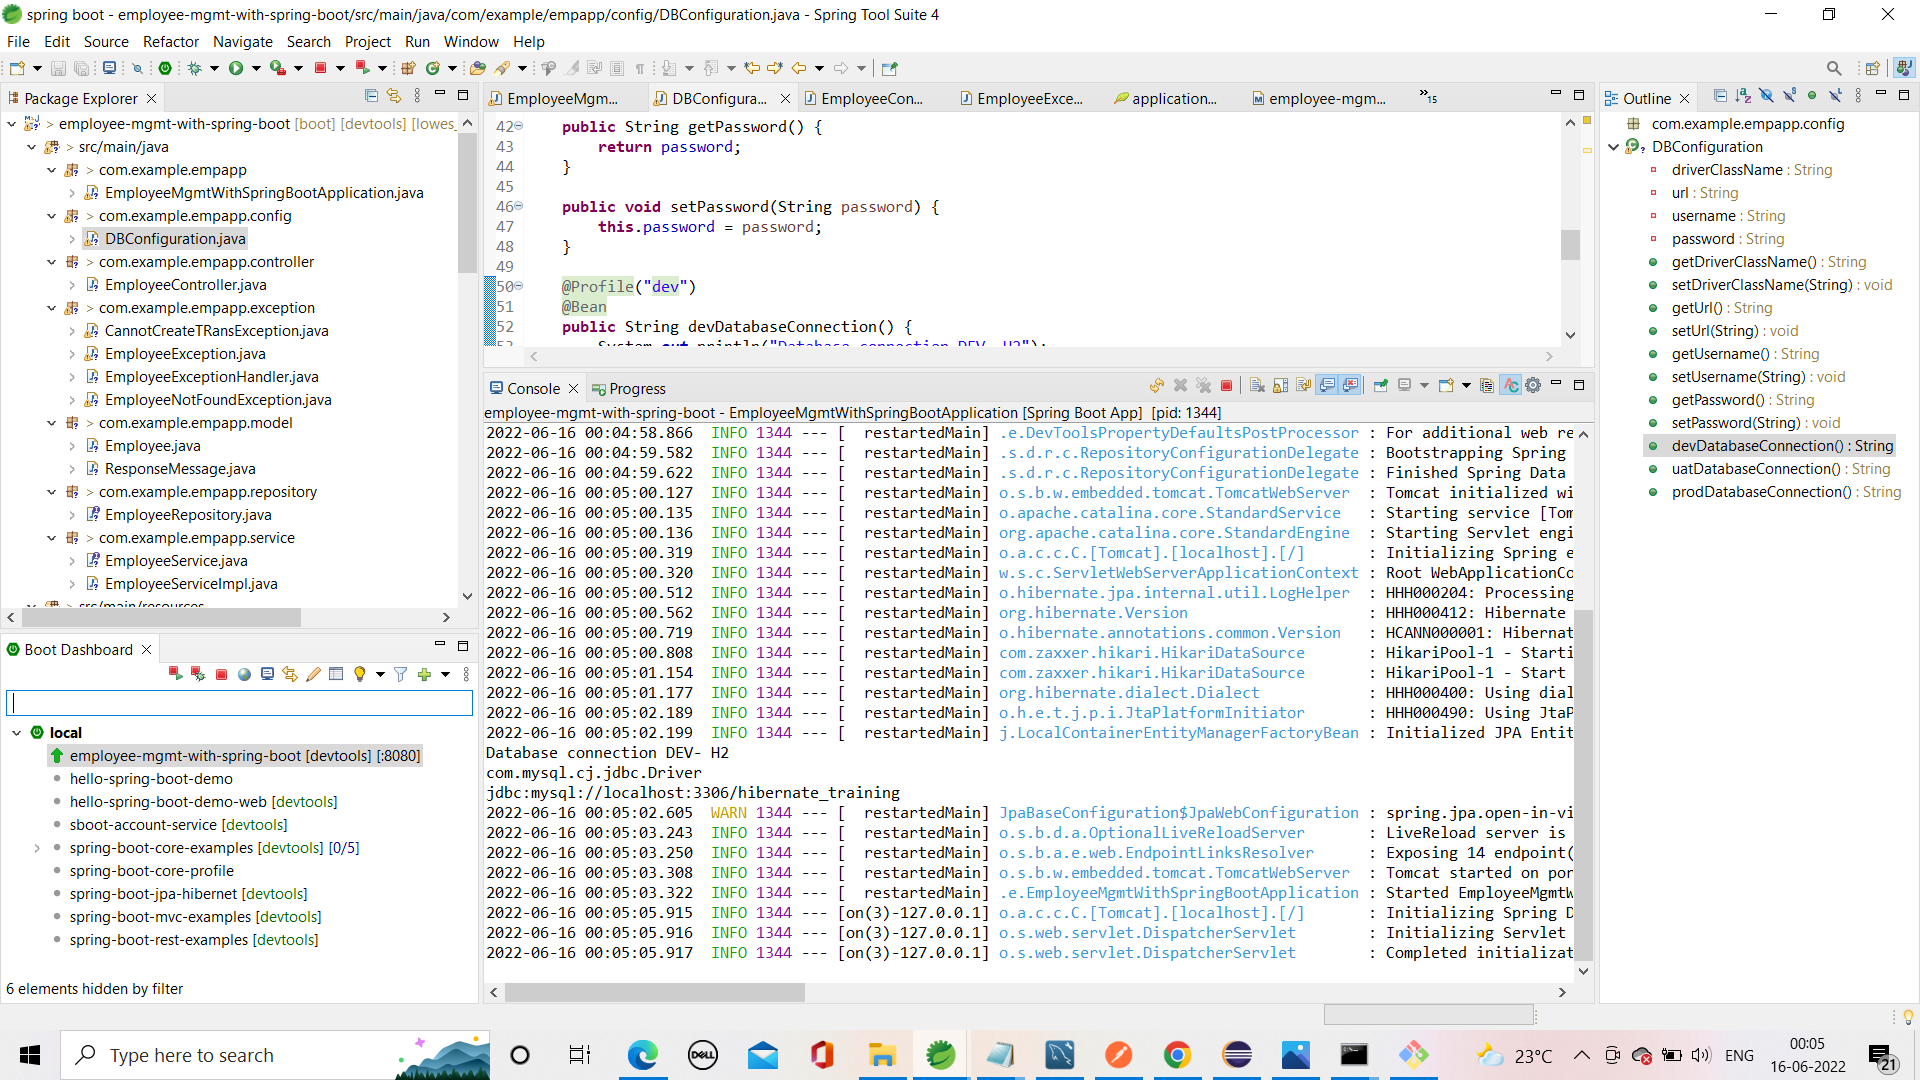 spring boot - employee-mgmt-with-spring-boot/src/main/java/com/example/empapp/config/DBConfiguration.java - Spring Tool Suite 4
File Edit Source Refactor Navigate Search Project Run Window Help
Package Explorer
> employee-mgmt-with-spring-boot [boot] [devtools] [lowes_
> src/main/java
> com.example.empapp
EmployeeMgmtWithSpringBootApplication.java
> com.example.empapp.config
DBConfiguration.java
> com.example.empapp.controller
EmployeeController.java
> com.example.empapp.exception
CannotCreateTRansException.java
EmployeeException.java
EmployeeExceptionHandler.java
EmployeeNotFoundException.java
> com.example.empapp.model
Employee.java
ResponseMessage.java
> com.example.empapp.repository
EmployeeRepository.java
> com.example.empapp.service
EmployeeService.java
EmployeeServiceImpl.java
> src/main/resources
Boot Dashboard
local
employee-mgmt-with-spring-boot [devtools] [:8080]
hello-spring-boot-demo
hello-spring-boot-demo-web [devtools]
sboot-account-service [devtools]
spring-boot-core-examples [devtools] [0/5]
spring-boot-core-profile
spring-boot-jpa-hibernet [devtools]
spring-boot-mvc-examples [devtools]
spring-boot-rest-examples [devtools]
6 elements hidden by filter
EmployeeMgm... DBConfigura... EmployeeCon... EmployeeExce... application... employee-mgm... »15
42 public String getPassword() {
43 return password;
44 }
45
46 public void setPassword(String password) {
47 this.password = password;
48 }
49
50 @Profile("dev")
51 @Bean
52 public String devDatabaseConnection() {
53 System.out.println("Database connection DEV- H2");
Console Progress
employee-mgmt-with-spring-boot - EmployeeMgmtWithSpringBootApplication [Spring Boot App] [pid: 1344]
2022-06-16 00:04:58.866 INFO 1344 --- [ restartedMain] .e.DevToolsPropertyDefaultsPostProcessor : For additional web re
2022-06-16 00:04:59.582 INFO 1344 --- [ restartedMain] .s.d.r.c.RepositoryConfigurationDelegate : Bootstrapping Spring
2022-06-16 00:04:59.622 INFO 1344 --- [ restartedMain] .s.d.r.c.RepositoryConfigurationDelegate : Finished Spring Data
2022-06-16 00:05:00.127 INFO 1344 --- [ restartedMain] o.s.b.w.embedded.tomcat.TomcatWebServer : Tomcat initialized wi
2022-06-16 00:05:00.135 INFO 1344 --- [ restartedMain] o.apache.catalina.core.StandardService : Starting service [Tom
2022-06-16 00:05:00.136 INFO 1344 --- [ restartedMain] org.apache.catalina.core.StandardEngine : Starting Servlet engi
2022-06-16 00:05:00.319 INFO 1344 --- [ restartedMain] o.a.c.c.C.[Tomcat].[localhost].[/] : Initializing Spring e
2022-06-16 00:05:00.320 INFO 1344 --- [ restartedMain] w.s.c.ServletWebServerApplicationContext : Root WebApplicationCo
2022-06-16 00:05:00.512 INFO 1344 --- [ restartedMain] o.hibernate.jpa.internal.util.LogHelper : HHH000204: Processing
2022-06-16 00:05:00.562 INFO 1344 --- [ restartedMain] org.hibernate.Version : HHH000412: Hibernate
2022-06-16 00:05:00.719 INFO 1344 --- [ restartedMain] o.hibernate.annotations.common.Version : HCANN000001: Hibernat
2022-06-16 00:05:00.808 INFO 1344 --- [ restartedMain] com.zaxxer.hikari.HikariDataSource : HikariPool-1 - Starti
2022-06-16 00:05:01.154 INFO 1344 --- [ restartedMain] com.zaxxer.hikari.HikariDataSource : HikariPool-1 - Start
2022-06-16 00:05:01.177 INFO 1344 --- [ restartedMain] org.hibernate.dialect.Dialect : HHH000400: Using dial
2022-06-16 00:05:02.189 INFO 1344 --- [ restartedMain] o.h.e.t.j.p.i.JtaPlatformInitiator : HHH000490: Using JtaP
2022-06-16 00:05:02.199 INFO 1344 --- [ restartedMain] j.LocalContainerEntityManagerFactoryBean : Initialized JPA Entit
Database connection DEV- H2
com.mysql.cj.jdbc.Driver
jdbc:mysql://localhost:3306/hibernate_training
2022-06-16 00:05:02.605 WARN 1344 --- [ restartedMain] JpaBaseConfiguration$JpaWebConfiguration : spring.jpa.open-in-vi
2022-06-16 00:05:03.243 INFO 1344 --- [ restartedMain] o.s.b.d.a.OptionalLiveReloadServer : LiveReload server is
2022-06-16 00:05:03.250 INFO 1344 --- [ restartedMain] o.s.b.a.e.web.EndpointLinksResolver : Exposing 14 endpoint(
2022-06-16 00:05:03.308 INFO 1344 --- [ restartedMain] o.s.b.w.embedded.tomcat.TomcatWebServer : Tomcat started on por
2022-06-16 00:05:03.322 INFO 1344 --- [ restartedMain] .e.EmployeeMgmtWithSpringBootApplication : Started EmployeeMgmtW
2022-06-16 00:05:05.915 INFO 1344 --- [on(3)-127.0.0.1] o.a.c.c.C.[Tomcat].[localhost].[/] : Initializing Spring D
2022-06-16 00:05:05.916 INFO 1344 --- [on(3)-127.0.0.1] o.s.web.servlet.DispatcherServlet : Initializing Servlet
2022-06-16 00:05:05.917 INFO 1344 --- [on(3)-127.0.0.1] o.s.web.servlet.DispatcherServlet : Completed initializat
Outline
com.example.empapp.config
DBConfiguration
driverClassName : String
url : String
username : String
password : String
getDriverClassName() : String
setDriverClassName(String) : void
getUrl() : String
setUrl(String) : void
getUsername() : String
setUsername(String) : void
getPassword() : String
setPassword(String) : void
devDatabaseConnection() : String
uatDatabaseConnection() : String
prodDatabaseConnection() : String
Type here to search
DELL
23°C
ENG
00:05
16-06-2022
21